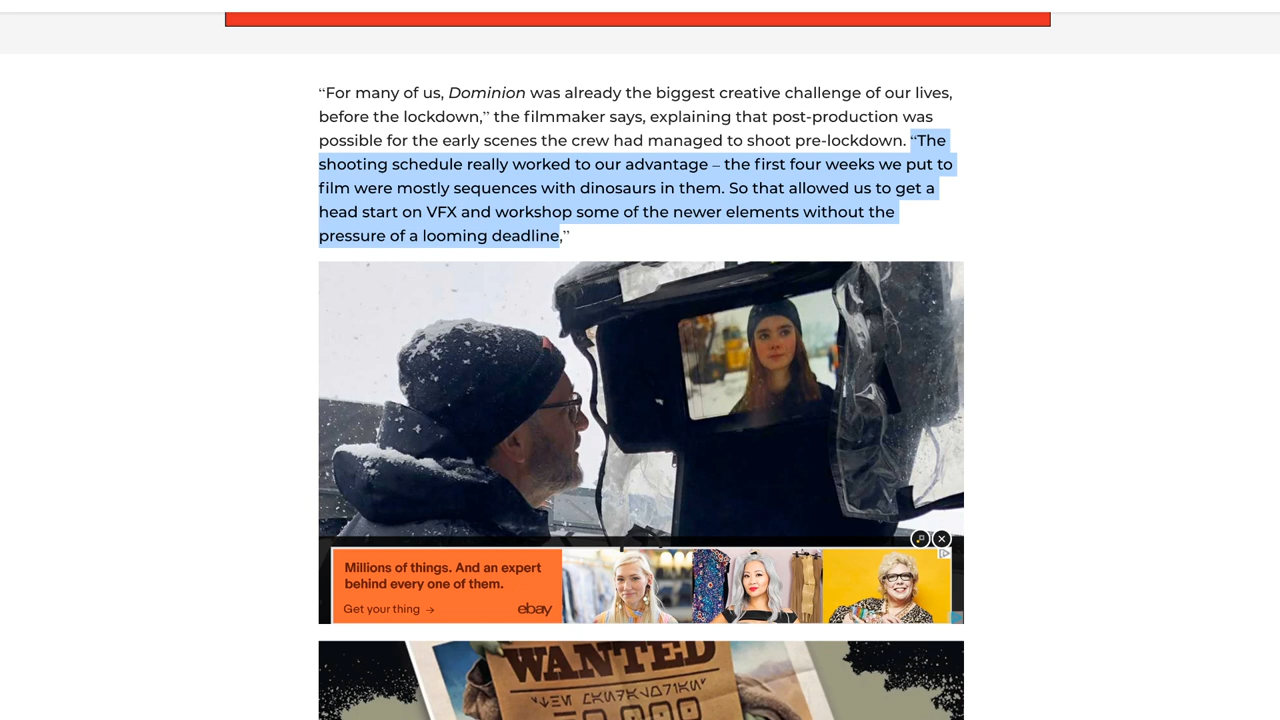 “For many of us, Dominion was already the biggest creative challenge of our lives,
before the lockdown,” the filmmaker says, explaining that post-production was
possible for the early scenes the crew had managed to shoot pre-lockdown. “The
shooting schedule really worked to our advantage – the first four weeks we put to
film were mostly sequences with dinosaurs in them. So that allowed us to get a
head start on VFX and workshop some of the newer elements without the
pressure of a looming deadline,”
Millions of things. And an expert
behind every one of them.
Get your thing →
ebay
WANTED